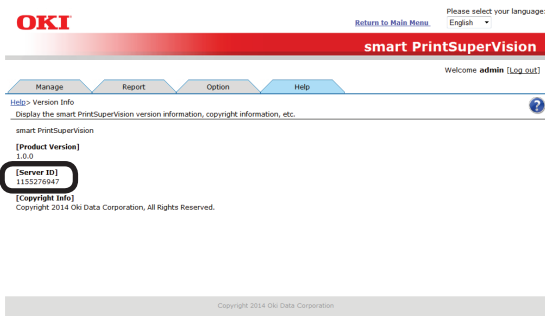 OKI
Please select your language:
Return to Main Menu
English
smart PrintSuperVision
Welcome admin [Log out]
Manage
Report
Option
Help
Help> Version Info
?
Display the smart PrintSuperVision version information, copyright information, etc.
smart PrintSuperVision
[Product Version]
1.0.0
[Server ID]
1155276947
[Copyright Info]
Copyright 2014 Oki Data Corporation, All Rights Reserved.
Copyright 2014 Oki Data Corporation